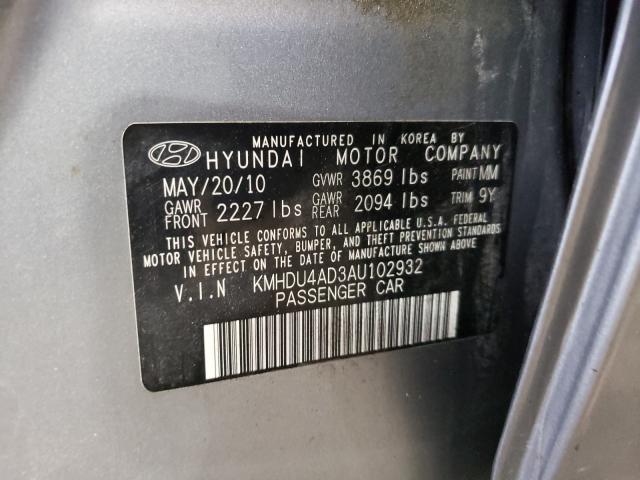 MANUFACTURED IN KOREA BY
HYUNDAI MOTOR COMPANY
MAY/20/10 GVWR 3869 lbs PAINT MM
GAWR FRONT 2227 lbs GAWR REAR 2094 lbs TRIM 9Y
THIS VEHICLE CONFORMS TO ALL APPLICABLE U.S.A. FEDERAL
MOTOR VEHICLE SAFETY, BUMPER, AND THEFT PREVENTION STANDARDS
IN EFFECT ON THE DATE OF MANUFACTURE SHOWN ABOVE
V.I.N KMHDU4AD3AU102932
PASSENGER CAR